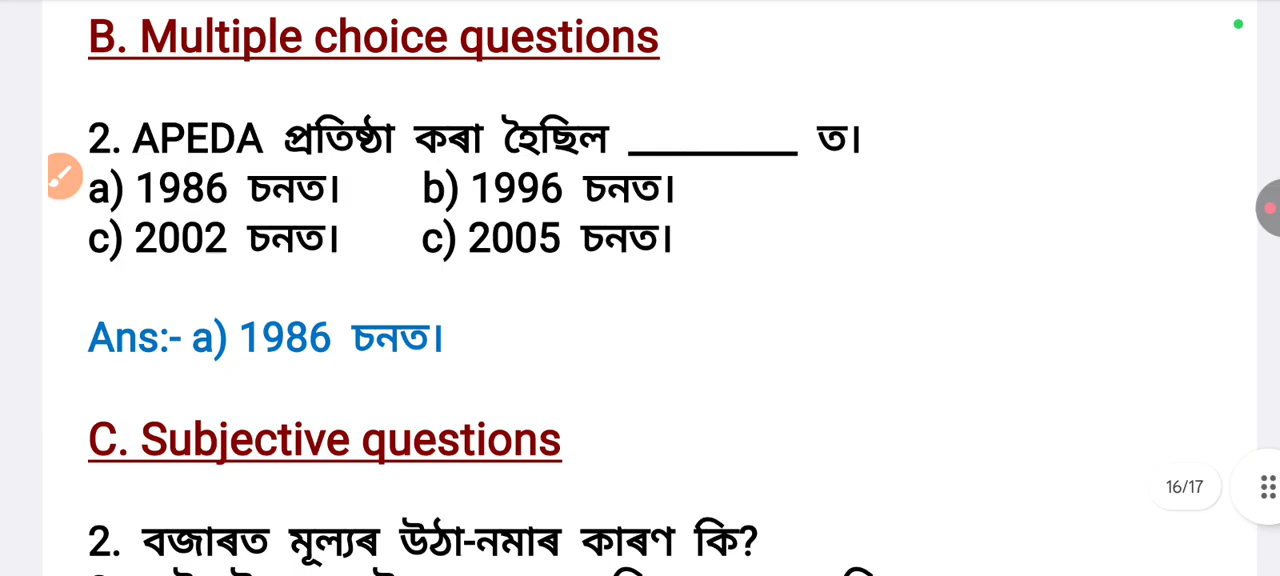 B. Multiple choice questions
2. APEDA প্ৰতিষ্ঠা কৰা হৈছিল ________ ত।
a) 1986 চনত। b) 1996 চনত।
c) 2002 চনত। c) 2005 চনত।
Ans:- a) 1986 চনত।
C. Subjective questions
16/17
2. বজাৰত মূল্যৰ উঠা-নমাৰ কাৰণ কি?